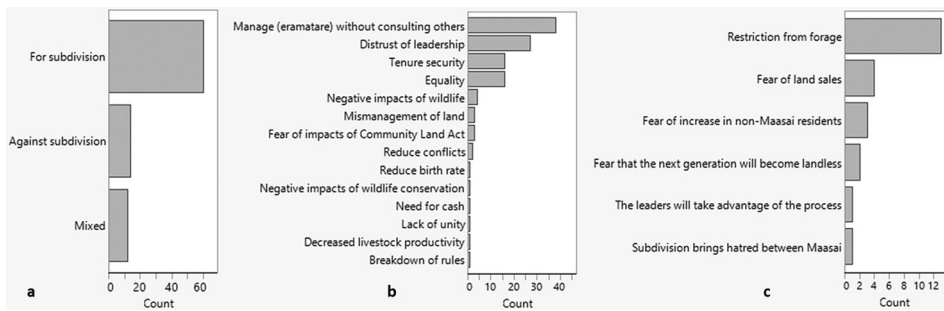 For subdivision
Against subdivision
Mixed
0 20 40 60
Count
a
Manage (eramatare) without consulting others
Distrust of leadership
Tenure security
Equality
Negative impacts of wildlife
Mismanagement of land
Fear of impacts of Community Land Act
Reduce conflicts
Reduce birth rate
Negative impacts of wildlife conservation
Need for cash
Lack of unity
Decreased livestock productivity
Breakdown of rules
0 10 20 30 40
Count
b
Restriction from forage
Fear of land sales
Fear of increase in non-Maasai residents
Fear that the next generation will become landless
The leaders will take advantage of the process
Subdivision brings hatred between Maasai
0 2 4 6 8 10 12
Count
c